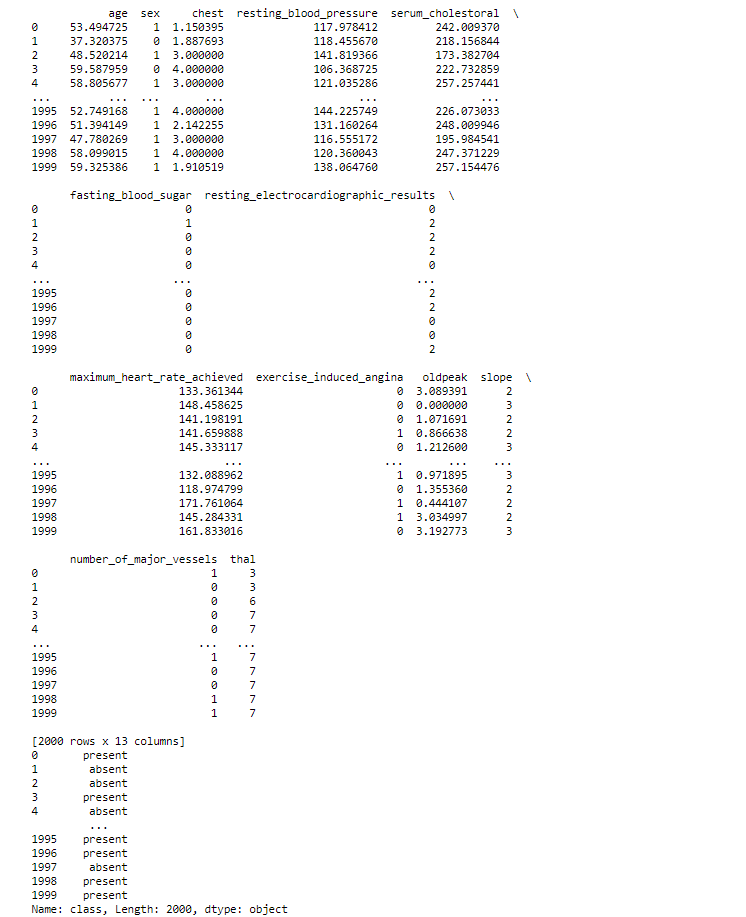 age sex chest resting_blood_pressure serum_cholestoral \
0 53.494725 1 1.150395 117.978412 242.009370
1 37.320375 0 1.887693 118.455670 218.156844
2 48.520214 1 3.000000 141.819366 173.382704
3 59.587959 0 4.000000 106.368725 222.732859
4 58.805677 1 3.000000 121.035286 257.257441
... ... ... ... ... ...
1995 52.749168 1 4.000000 144.225749 226.073033
1996 51.394149 1 2.142255 131.160264 248.009946
1997 47.780269 1 3.000000 116.555172 195.984541
1998 58.099015 1 4.000000 120.360043 247.371229
1999 59.325386 1 1.910519 138.064760 257.154476
fasting_blood_sugar resting_electrocardiographic_results \
0 0 0
1 1 2
2 0 2
3 0 2
4 0 0
... ... ...
1995 0 2
1996 0 2
1997 0 0
1998 0 0
1999 0 2
maximum_heart_rate_achieved exercise_induced_angina oldpeak slope \
0 133.361344 0 3.089391 2
1 148.458625 0 0.000000 3
2 141.198191 0 1.071691 2
3 141.659888 1 0.866638 2
4 145.333117 0 1.212600 3
... ... ... ... ...
1995 132.088962 1 0.971895 3
1996 118.974799 0 1.355360 2
1997 171.761064 1 0.444107 2
1998 145.284331 1 3.034997 2
1999 161.833016 0 3.192773 3
number_of_major_vessels thal
0 1 3
1 0 3
2 0 6
3 0 7
4 0 7
... ... ...
1995 1 7
1996 0 7
1997 0 7
1998 1 7
1999 1 7
[2000 rows x 13 columns]
0 present
1 absent
2 absent
3 present
4 absent
...
1995 present
1996 present
1997 absent
1998 present
1999 present
Name: class, Length: 2000, dtype: object